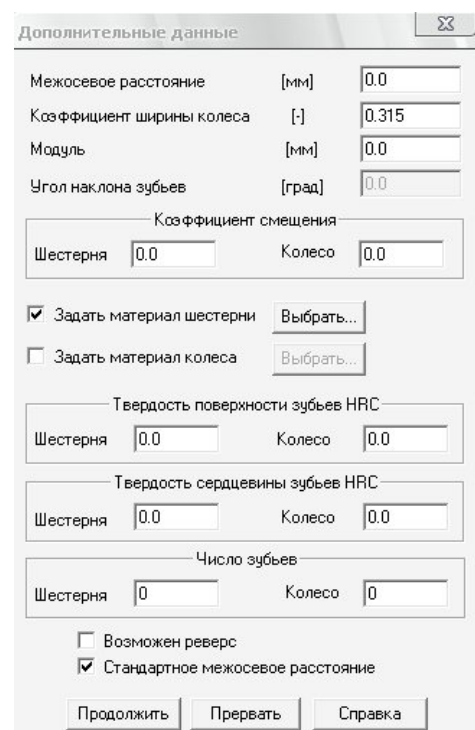 Дополнительные данные
Межосевое расстояние [мм] 0.0
Коэффициент ширины колеса [-] 0.315
Модуль [мм] 0.0
Угол наклона зубьев [град] 0.0
Коэффициент смещения
Шестерня 0.0 Колесо 0.0
Задать материал шестерни Выбрать...
Задать материал колеса Выбрать...
Твердость поверхности зубьев HRC
Шестерня 0.0 Колесо 0.0
Твердость сердцевины зубьев HRC
Шестерня 0.0 Колесо 0.0
Число зубьев
Шестерня 0 Колесо 0
Возможен реверс
Стандартное межосевое расстояние
Продолжить Прервать Справка